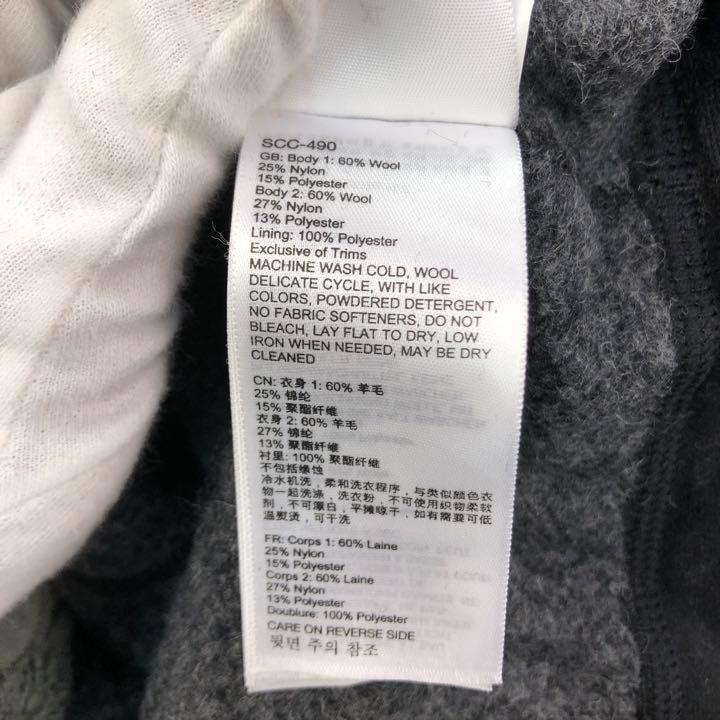 SCC-490
GB: Body 1: 60% Wool
25% Nylon
15% Polyester
Body 2: 60% Wool
27% Nylon
13% Polyester
Lining: 100% Polyester
Exclusive of Trims
MACHINE WASH COLD, WOOL
DELICATE CYCLE, WITH LIKE
COLORS, POWDERED DETERGENT,
NO FABRIC SOFTENERS, DO NOT
BLEACH, LAY FLAT TO DRY, LOW
IRON WHEN NEEDED, MAY BE DRY
CLEANED
CN: 衣身 1: 60% 羊毛
25% 锦纶
15% 聚酯纤维
衣身 2: 60% 羊毛
27% 锦纶
13% 聚酯纤维
衬里: 100% 聚酯纤维
不包括缘蚀
冷水机洗，柔和洗衣程序，与类似颜色衣
物一起洗涤，洗衣粉，不可使用织物柔软
剂，不可漂白，平摊晾干，如有需要可低
温熨烫，可干洗
FR: Corps 1: 60% Laine
25% Nylon
15% Polyester
Corps 2: 60% Laine
27% Nylon
13% Polyester
Doublure: 100% Polyester
CARE ON REVERSE SIDE
뒷면 주의 참조